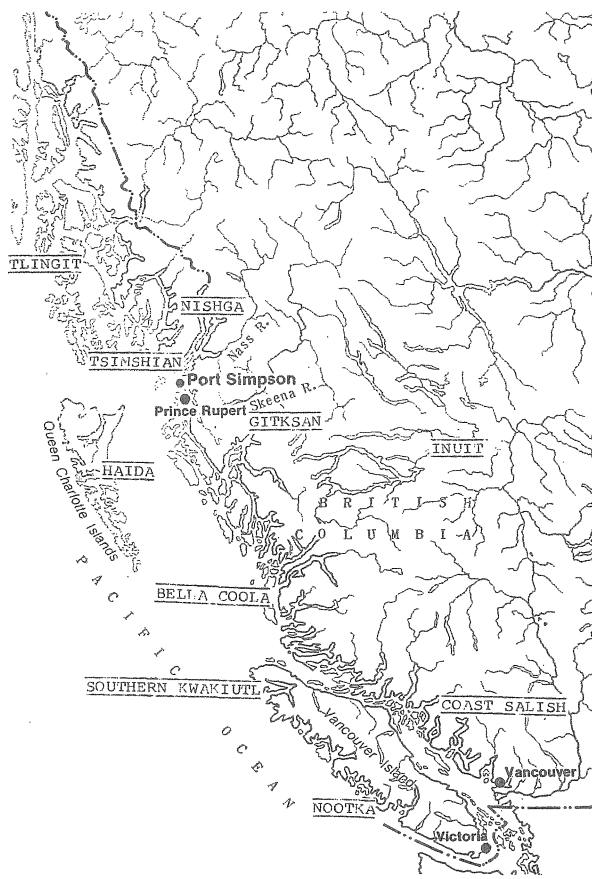 TLINGIT
NISHGA
Nass R.
TSIMSHIAN
Port Simpson
Prince Rupert
Skeena R.
GITKSAN
INUIT
HAIDA
Queen Charlotte Islands
BRITISH
COLUMBIA
PACIFIC
OCEAN
BELLA COOLA
SOUTHERN KWAKIUTL
COAST SALISH
Vancouver Island
Vancouver
NOOTKA
Victoria